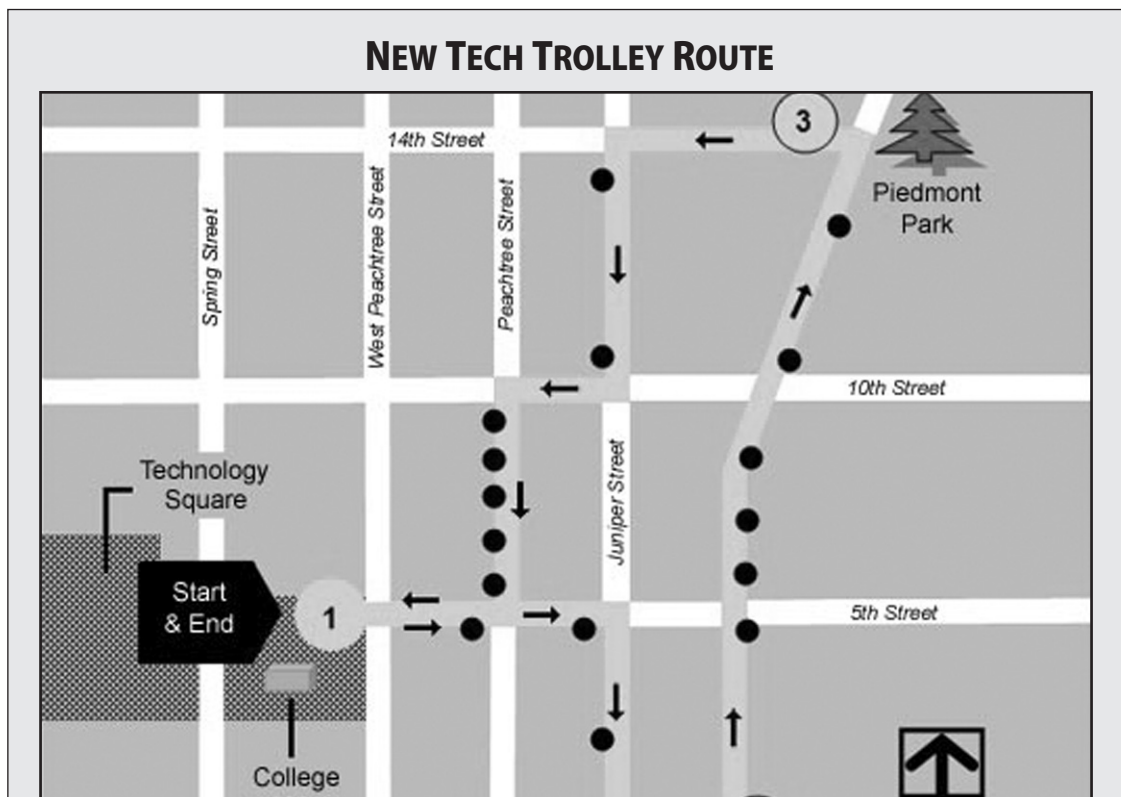 NEW TECH TROLLEY ROUTE
3
14th Street
Piedmont
Park
Spring Street
West Peachtree Street
Peachtree Street
10th Street
Technology
Square
Juniper Street
Start
& End
1
5th Street
College